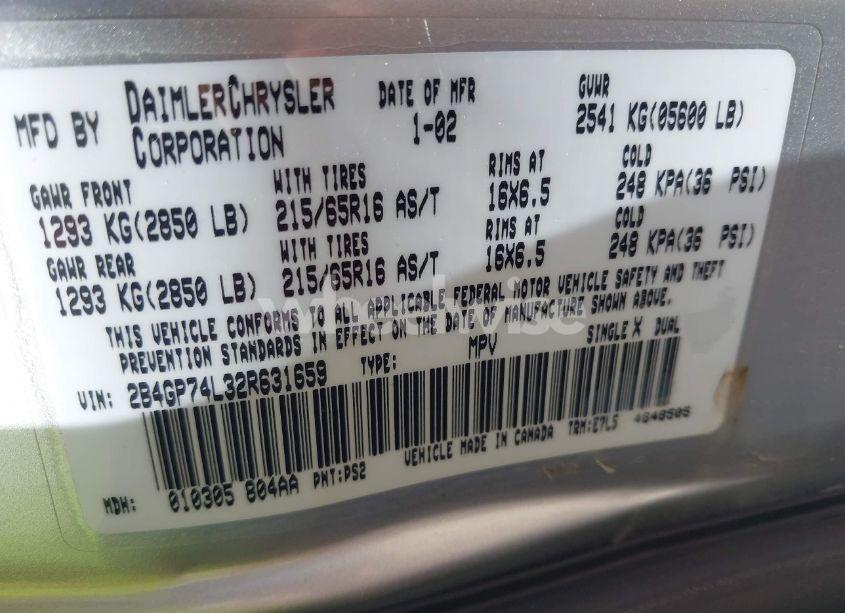 MFD BY DAIMLERCHRYSLER CORPORATION DATE OF MFR 1-02 GVWR 2541 KG(05600 LB)
GAWR FRONT WITH TIRES RIMS AT COLD
1293 KG(2850 LB) 215/65R16 AS/T 16X6.5 248 KPA(36 PSI)
GAWR REAR WITH TIRES RIMS AT COLD
1293 KG(2850 LB) 215/65R16 AS/T 16X6.5 248 KPA(36 PSI)
THIS VEHICLE CONFORMS TO ALL APPLICABLE FEDERAL MOTOR VEHICLE SAFETY AND THEFT
PREVENTION STANDARDS IN EFFECT ON THE DATE OF MANUFACTURE SHOWN ABOVE.
VIN: 2B4GP74L32R631659 TYPE: MPV SINGLE X DUAL
VEHICLE MADE IN CANADA TRM:E7L5 4648505
MDH: 010305 804AA PNT:PS2
wheelwise